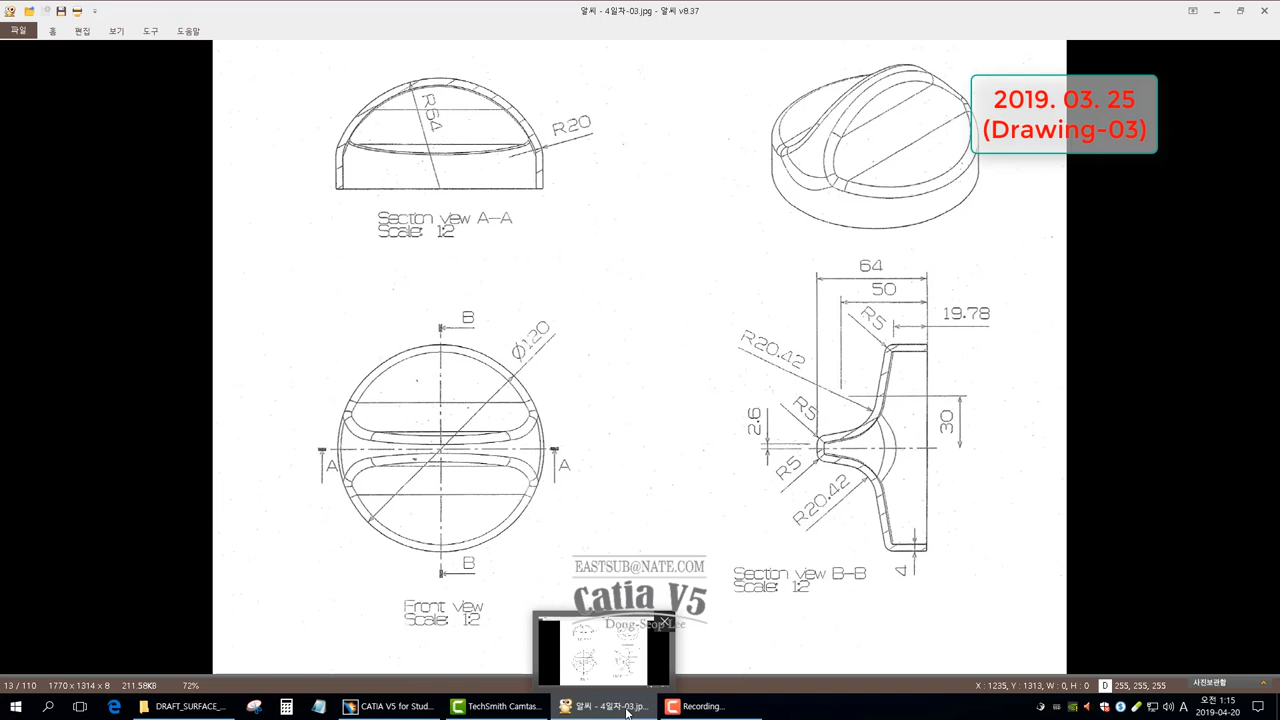 알씨 - 4일차-03.jpg - 알씨 v8.37
파일 홈 편집 보기 도구 도움말
2019. 03. 25
(Drawing-03)
R64
R20
Section view A-A
Scale: 1:2
64
50
19.78
R5
R20.42
R5
2.6
30
R5
R20.42
4
Section view B-B
Scale: 1:2
B
Ø120
A
A
B
Front view
Scale: 1:2
EASTSUB@NATE.COM
Catia V5
Dong-Seop Lee
13 / 110 1770 x 1314 x 8 211.58KB 72%
X : 1235, Y : 1313, W : 0, H : 0 D 255, 255, 255 사진보관함
DRAFT_SURFACE_... CATIA V5 for Stud... TechSmith Camtas... 알씨 - 4일차-03.jp... Recording...
오후 1:15
2019-04-20